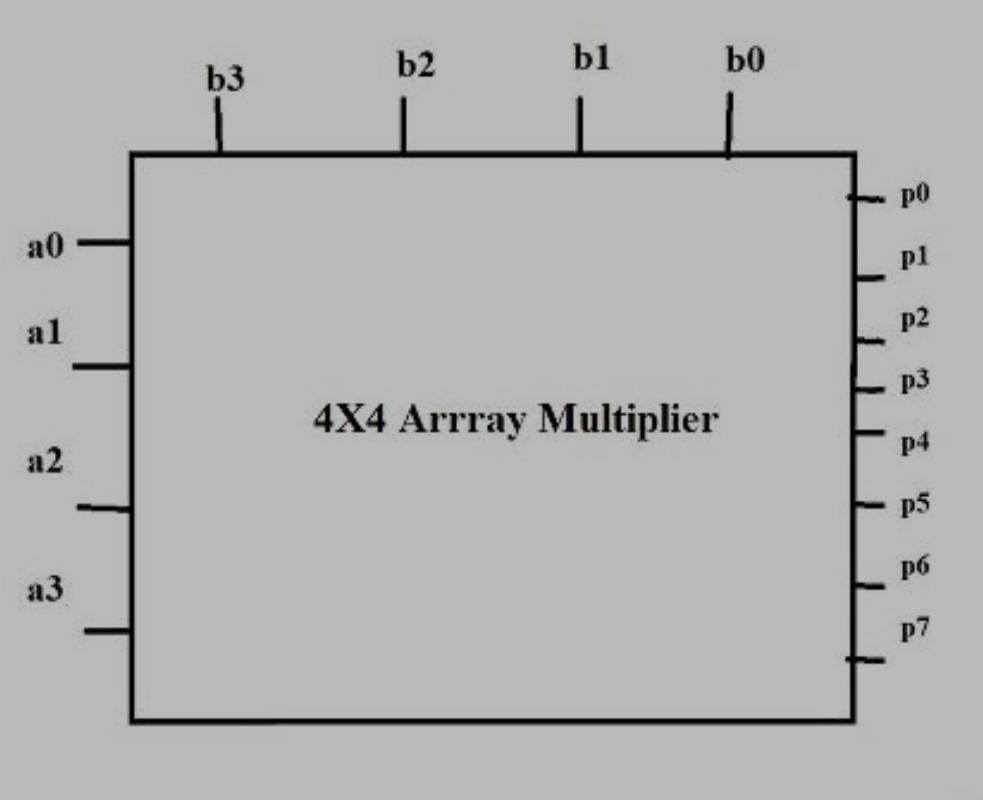 b3 b2 b1 b0
a0
a1
a2
a3
4X4 Arrray Multiplier
p0
p1
p2
p3
p4
p5
p6
p7